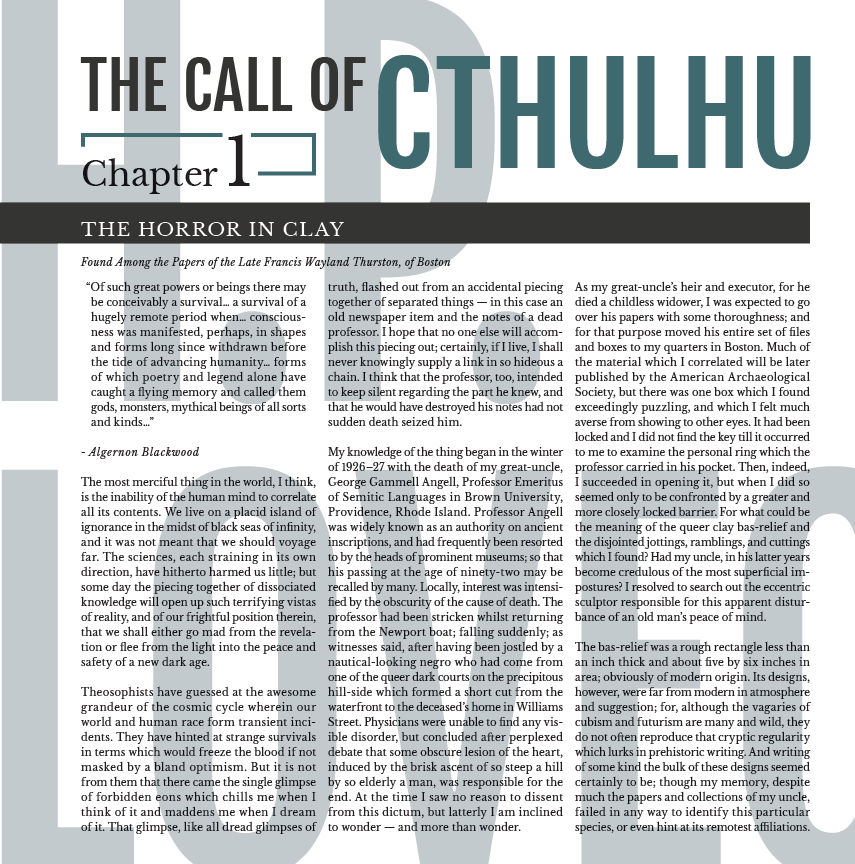 THE CALL OF CTHULHU
Chapter 1
THE HORROR IN CLAY
Found Among the Papers of the Late Francis Wayland Thurston, of Boston
“Of such great powers or beings there may
be conceivably a survival... a survival of a
hugely remote period when... conscious-
ness was manifested, perhaps, in shapes
and forms long since withdrawn before
the tide of advancing humanity... forms
of which poetry and legend alone have
caught a flying memory and called them
gods, monsters, mythical beings of all sorts
and kinds...”
- Algernon Blackwood
The most merciful thing in the world, I think,
is the inability of the human mind to correlate
all its contents. We live on a placid island of
ignorance in the midst of black seas of infinity,
and it was not meant that we should voyage
far. The sciences, each straining in its own
direction, have hitherto harmed us little; but
some day the piecing together of dissociated
knowledge will open up such terrifying vistas
of reality, and of our frightful position therein,
that we shall either go mad from the revela-
tion or flee from the light into the peace and
safety of a new dark age.
Theosophists have guessed at the awesome
grandeur of the cosmic cycle wherein our
world and human race form transient inci-
dents. They have hinted at strange survivals
in terms which would freeze the blood if not
masked by a bland optimism. But it is not
from them that there came the single glimpse
of forbidden eons which chills me when I
think of it and maddens me when I dream
of it. That glimpse, like all dread glimpses of
truth, flashed out from an accidental piecing
together of separated things — in this case an
old newspaper item and the notes of a dead
professor. I hope that no one else will accom-
plish this piecing out; certainly, if I live, I shall
never knowingly supply a link in so hideous a
chain. I think that the professor, too, intended
to keep silent regarding the part he knew, and
that he would have destroyed his notes had not
sudden death seized him.
My knowledge of the thing began in the winter
of 1926–27 with the death of my great-uncle,
George Gammell Angell, Professor Emeritus
of Semitic Languages in Brown University,
Providence, Rhode Island. Professor Angell
was widely known as an authority on ancient
inscriptions, and had frequently been resorted
to by the heads of prominent museums; so that
his passing at the age of ninety-two may be
recalled by many. Locally, interest was intensi-
fied by the obscurity of the cause of death. The
professor had been stricken whilst returning
from the Newport boat; falling suddenly; as
witnesses said, after having been jostled by a
nautical-looking negro who had come from
one of the queer dark courts on the precipitous
hill-side which formed a short cut from the
waterfront to the deceased’s home in Williams
Street. Physicians were unable to find any vis-
ible disorder, but concluded after perplexed
debate that some obscure lesion of the heart,
induced by the brisk ascent of so steep a hill
by so elderly a man, was responsible for the
end. At the time I saw no reason to dissent
from this dictum, but latterly I am inclined
to wonder — and more than wonder.
As my great-uncle’s heir and executor, for he
died a childless widower, I was expected to go
over his papers with some thoroughness; and
for that purpose moved his entire set of files
and boxes to my quarters in Boston. Much of
the material which I correlated will be later
published by the American Archaeological
Society, but there was one box which I found
exceedingly puzzling, and which I felt much
averse from showing to other eyes. It had been
locked and I did not find the key till it occurred
to me to examine the personal ring which the
professor carried in his pocket. Then, indeed,
I succeeded in opening it, but when I did so
seemed only to be confronted by a greater and
more closely locked barrier. For what could be
the meaning of the queer clay bas-relief and
the disjointed jottings, ramblings, and cuttings
which I found? Had my uncle, in his latter years
become credulous of the most superficial im-
postures? I resolved to search out the eccentric
sculptor responsible for this apparent distur-
bance of an old man’s peace of mind.
The bas-relief was a rough rectangle less than
an inch thick and about five by six inches in
area; obviously of modern origin. Its designs,
however, were far from modern in atmosphere
and suggestion; for, although the vagaries of
cubism and futurism are many and wild, they
do not often reproduce that cryptic regularity
which lurks in prehistoric writing. And writing
of some kind the bulk of these designs seemed
certainly to be; though my memory, despite
much the papers and collections of my uncle,
failed in any way to identify this particular
species, or even hint at its remotest affiliations.
H.P.
LOVEC